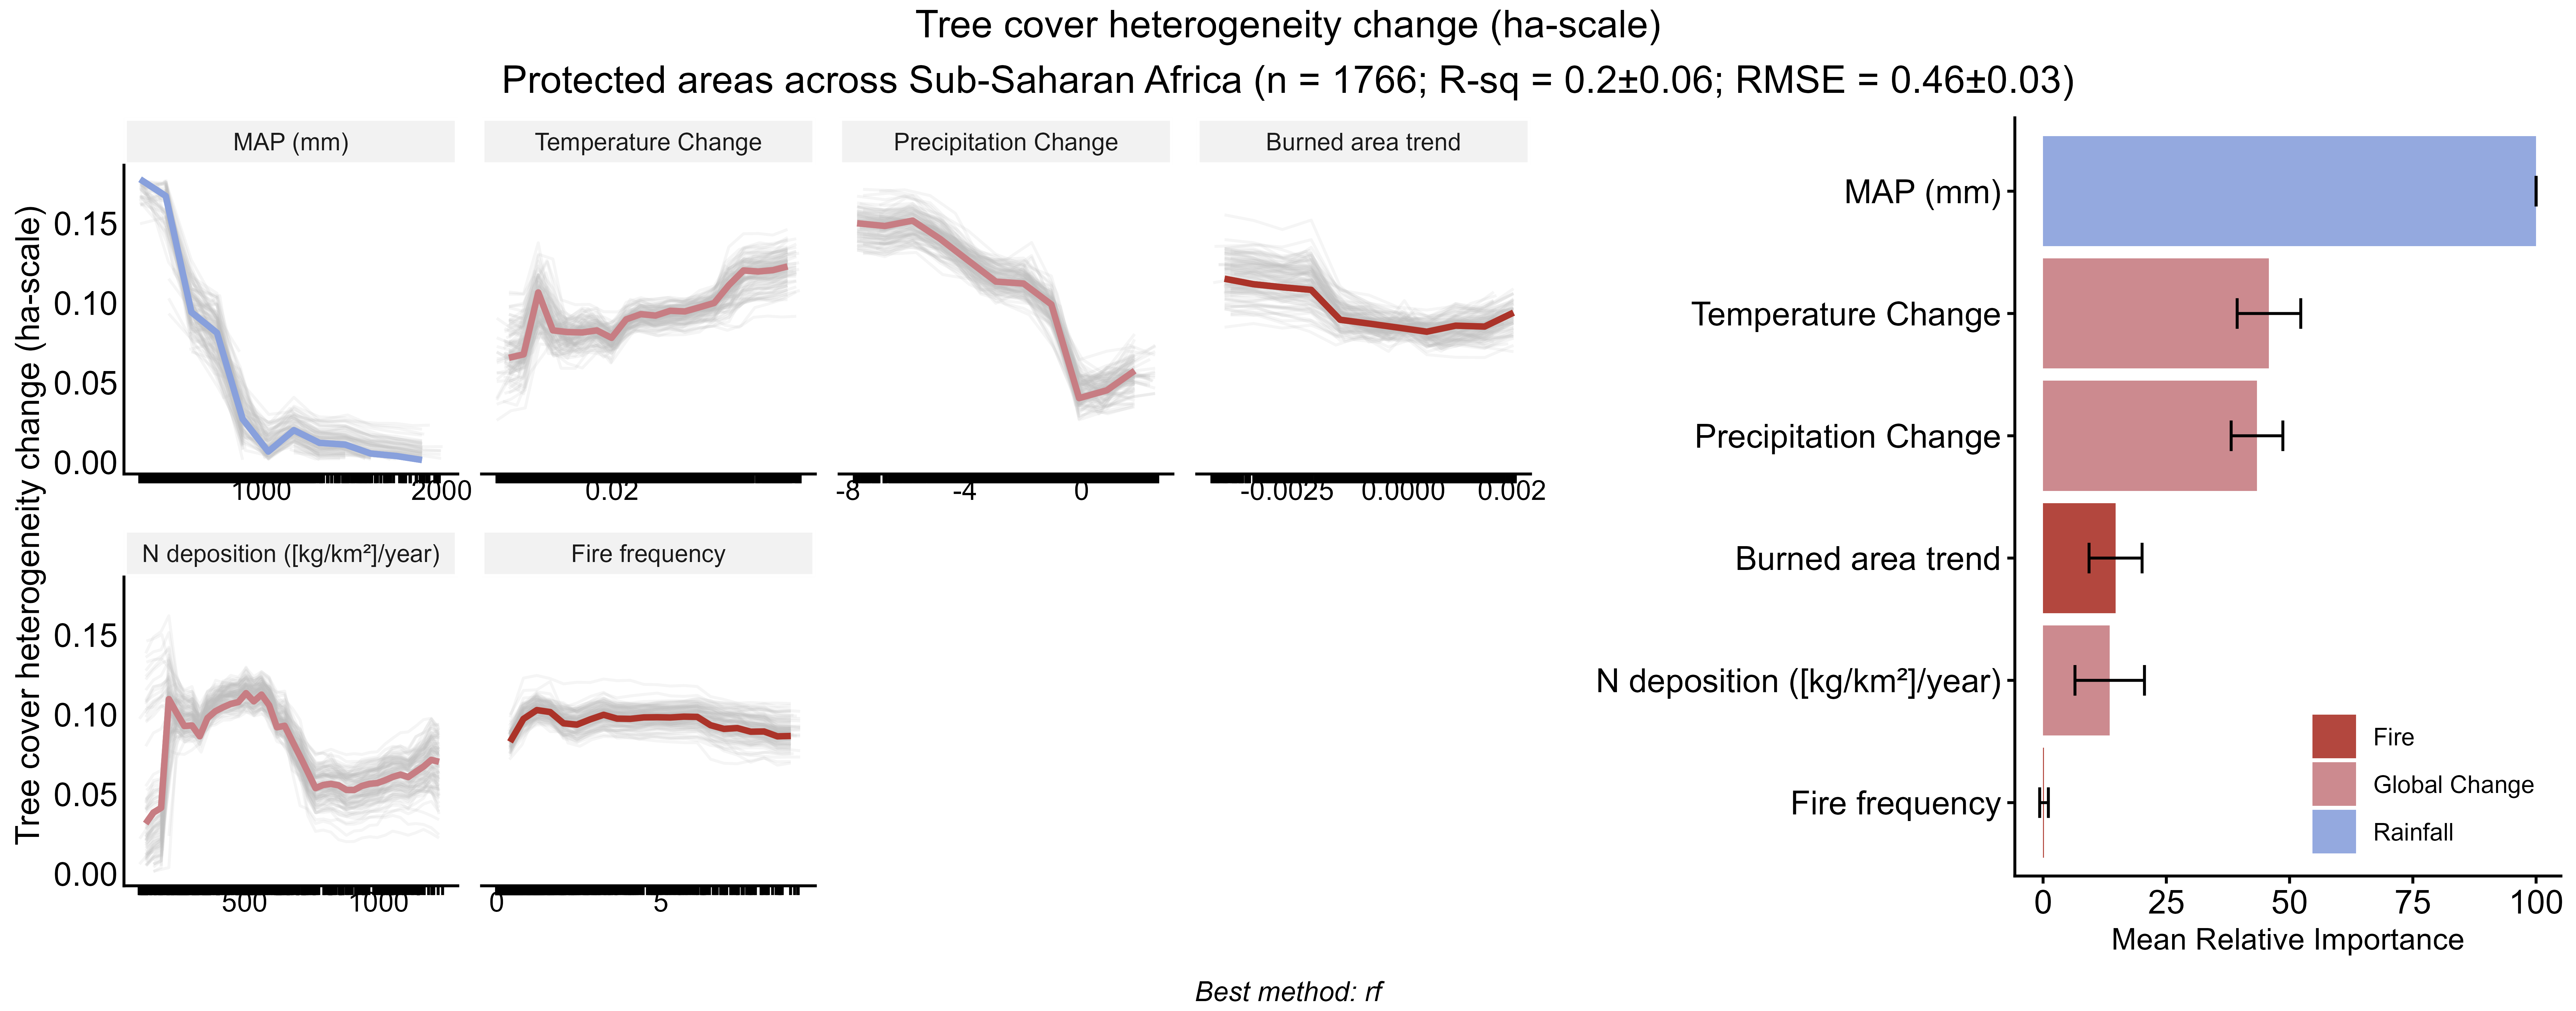 Tree cover heterogeneity change (ha-scale)
Protected areas across Sub-Saharan Africa (n = 1766; R-sq = 0.2±0.06; RMSE = 0.46±0.03)
Tree cover heterogeneity change (ha-scale)
MAP (mm)
Temperature Change
Precipitation Change
Burned area trend
0.15
0.10
0.05
0.00
1000 2000
0.02
-8 -4 0
-0.0025 0.0000 0.002
N deposition ([kg/km²]/year)
Fire frequency
0.15
0.10
0.05
0.00
500 1000
0 5
MAP (mm)
Temperature Change
Precipitation Change
Burned area trend
N deposition ([kg/km²]/year)
Fire frequency
Fire
Global Change
Rainfall
0 25 50 75 100
Mean Relative Importance
Best method: rf